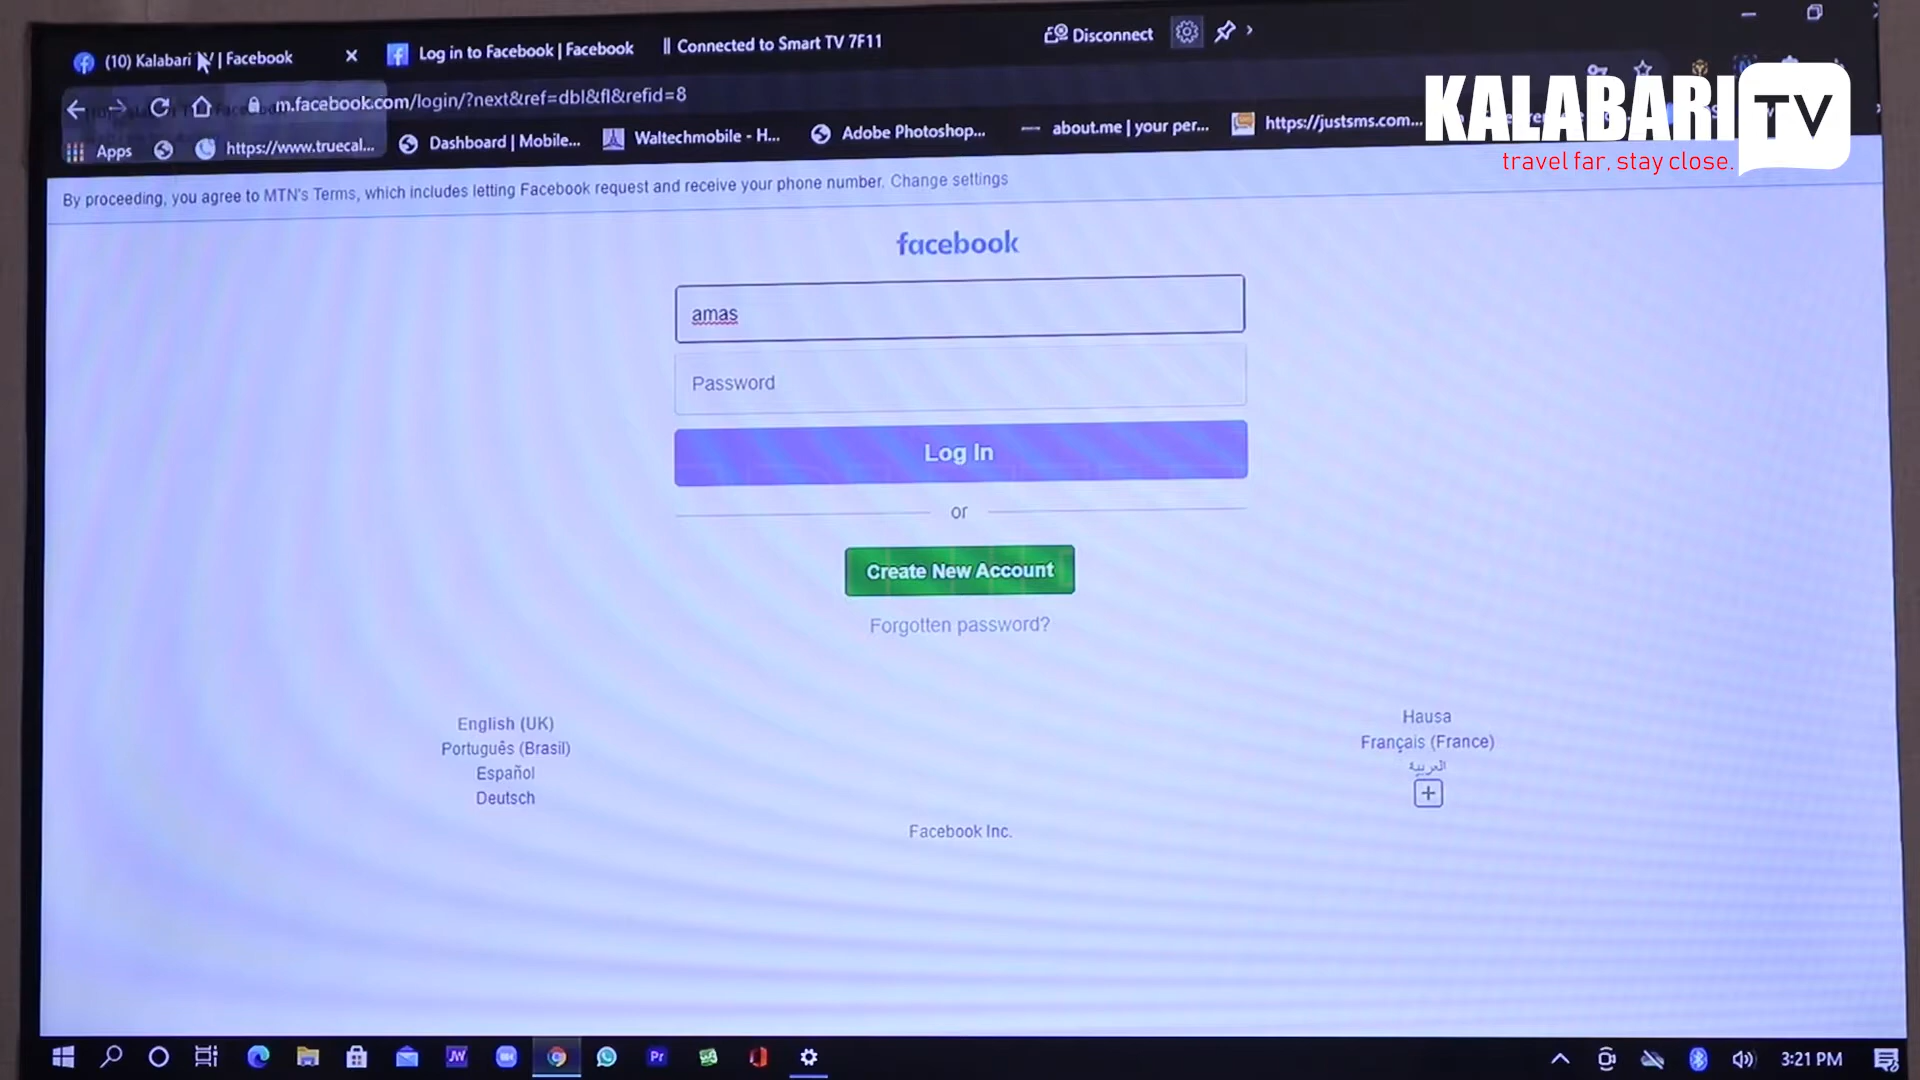 (10) Kalabari TV | Facebook
Log in to Facebook | Facebook
Connected to Smart TV 7F11
Disconnect
m.facebook.com/login/?next&ref=dbl&fl&refid=8
Apps
https://www.truecal...
Dashboard | Mobile...
Waltechmobile - H...
Adobe Photoshop...
about.me | your per...
https://justsms.com...
KALABARI TV
travel far, stay close.
By proceeding, you agree to MTN's Terms, which includes letting Facebook request and receive your phone number. Change settings
facebook
amas
Password
Log In
or
Create New Account
Forgotten password?
English (UK)
Português (Brasil)
Español
Deutsch
Hausa
Français (France)
العربية
Facebook Inc.
JW
Pr
3:21 PM